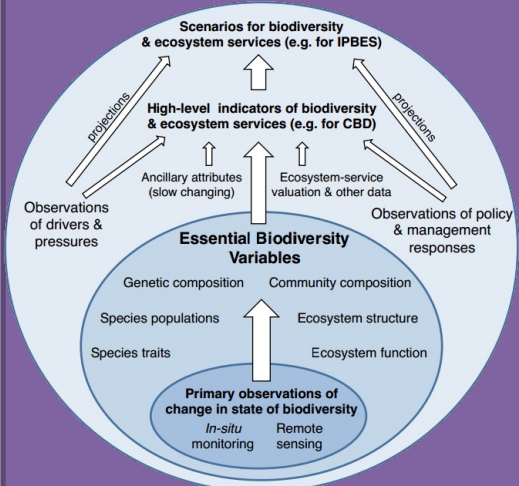 Scenarios for biodiversity
& ecosystem services (e.g. for IPBES)
projections
projections
High-level indicators of biodiversity
& ecosystem services (e.g. for CBD)
Ancillary attributes
(slow changing)
Ecosystem-service
valuation & other data
Observations
of drivers &
pressures
Observations of policy
& management
responses
Essential Biodiversity
Variables
Genetic composition
Community composition
Species populations
Ecosystem structure
Species traits
Ecosystem function
Primary observations of
change in state of biodiversity
In-situ
monitoring
Remote
sensing